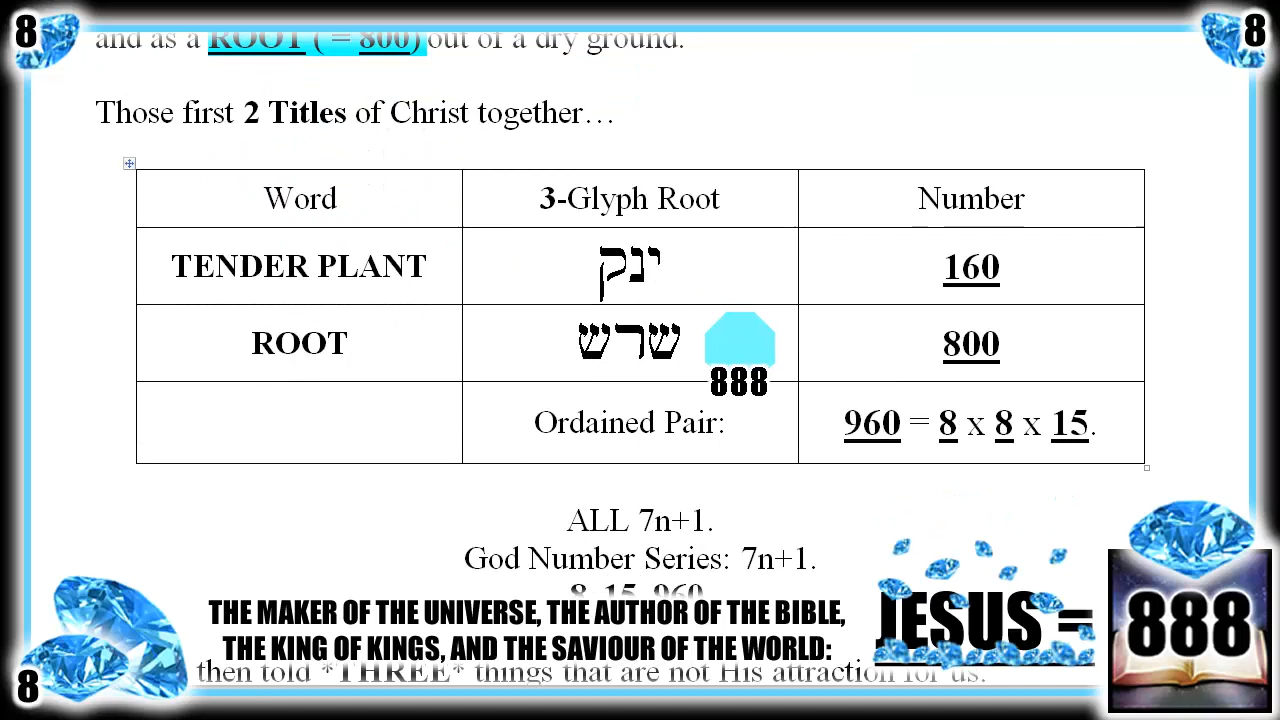 8
8
and as a ROOT ( = 800) out of a dry ground.
Those first 2 Titles of Christ together…
Word 3-Glyph Root Number
TENDER PLANT ינק 160
ROOT שרש 800
888
Ordained Pair: 960 = 8 x 8 x 15.
ALL 7n+1.
God Number Series: 7n+1.
8, 15, 960
THE MAKER OF THE UNIVERSE, THE AUTHOR OF THE BIBLE,
THE KING OF KINGS, AND THE SAVIOUR OF THE WORLD:
JESUS =
888
then told *THREE* things that are not His attraction for us.
8